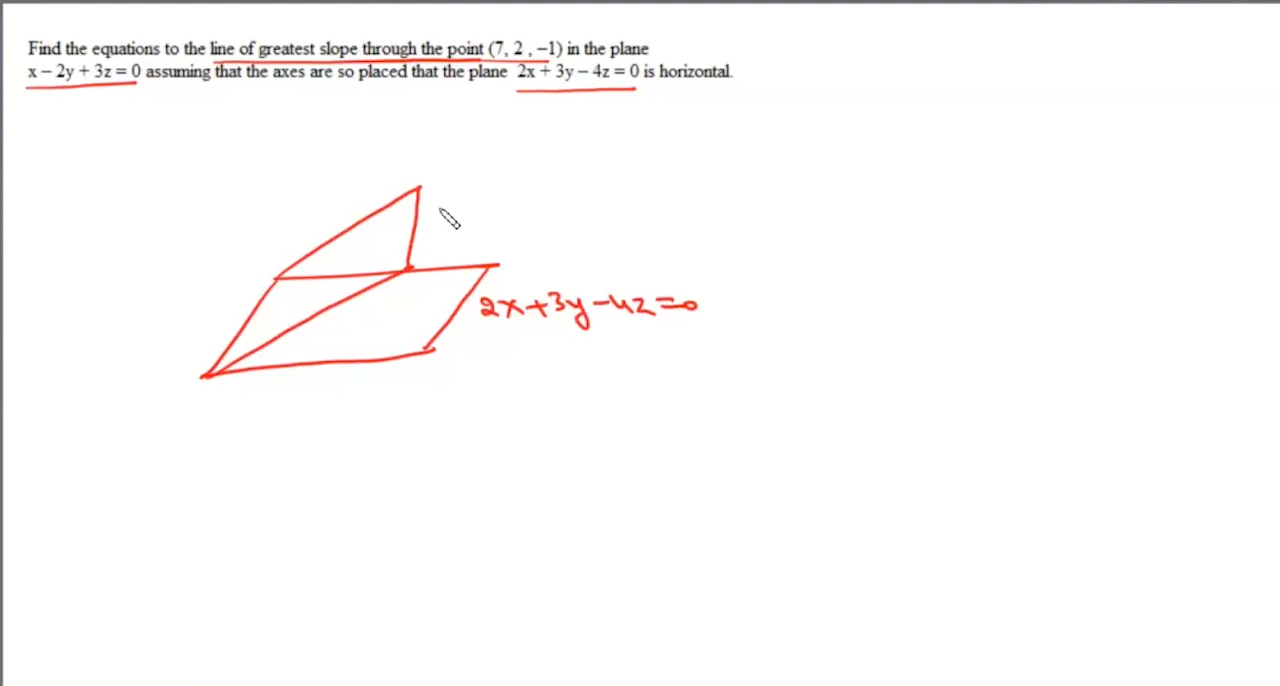 Find the equations to the line of greatest slope through the point (7, 2 , −1) in the plane
x − 2y + 3z = 0 assuming that the axes are so placed that the plane 2x + 3y − 4z = 0 is horizontal.
2x+3y-4z=0